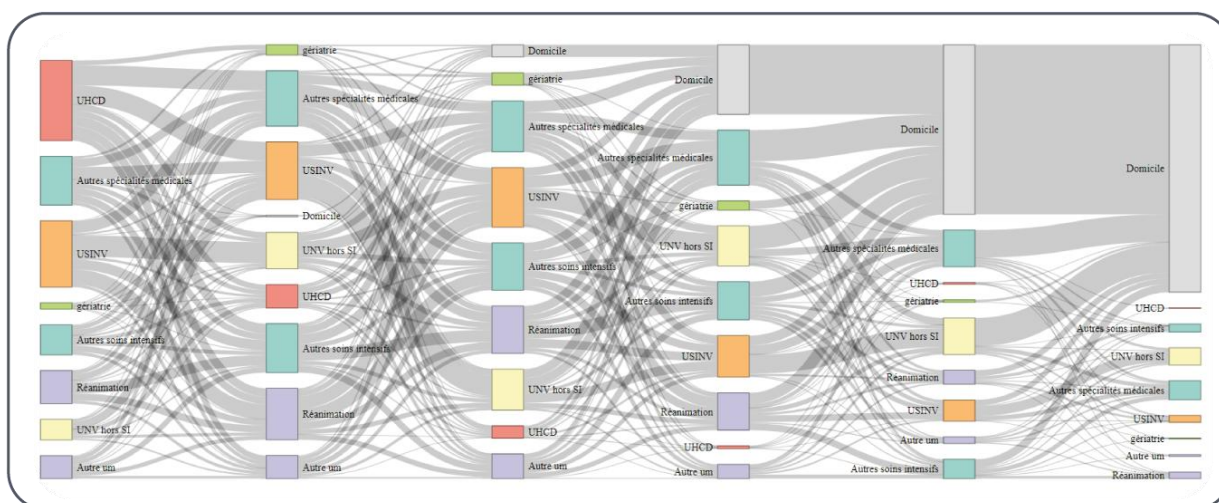 UHCD
Autres spécialités médicales
USINV
gériatrie
Autres soins intensifs
Réanimation
UNV hors SI
Autre um
gériatrie
Autres spécialités médicales
USINV
Domicile
UNV hors SI
UHCD
Autres soins intensifs
Réanimation
Autre um
Domicile
gériatrie
Autres spécialités médicales
USINV
Autres soins intensifs
Réanimation
UNV hors SI
UHCD
Autre um
Domicile
Autres spécialités médicales
gériatrie
UNV hors SI
Autres soins intensifs
USINV
Réanimation
UHCD
Autre um
Domicile
Autres spécialités médicales
UHCD
gériatrie
UNV hors SI
Réanimation
USINV
Autre um
Autres soins intensifs
Domicile
UHCD
Autres soins intensifs
UNV hors SI
Autres spécialités médicales
USINV
gériatrie
Autre um
Réanimation